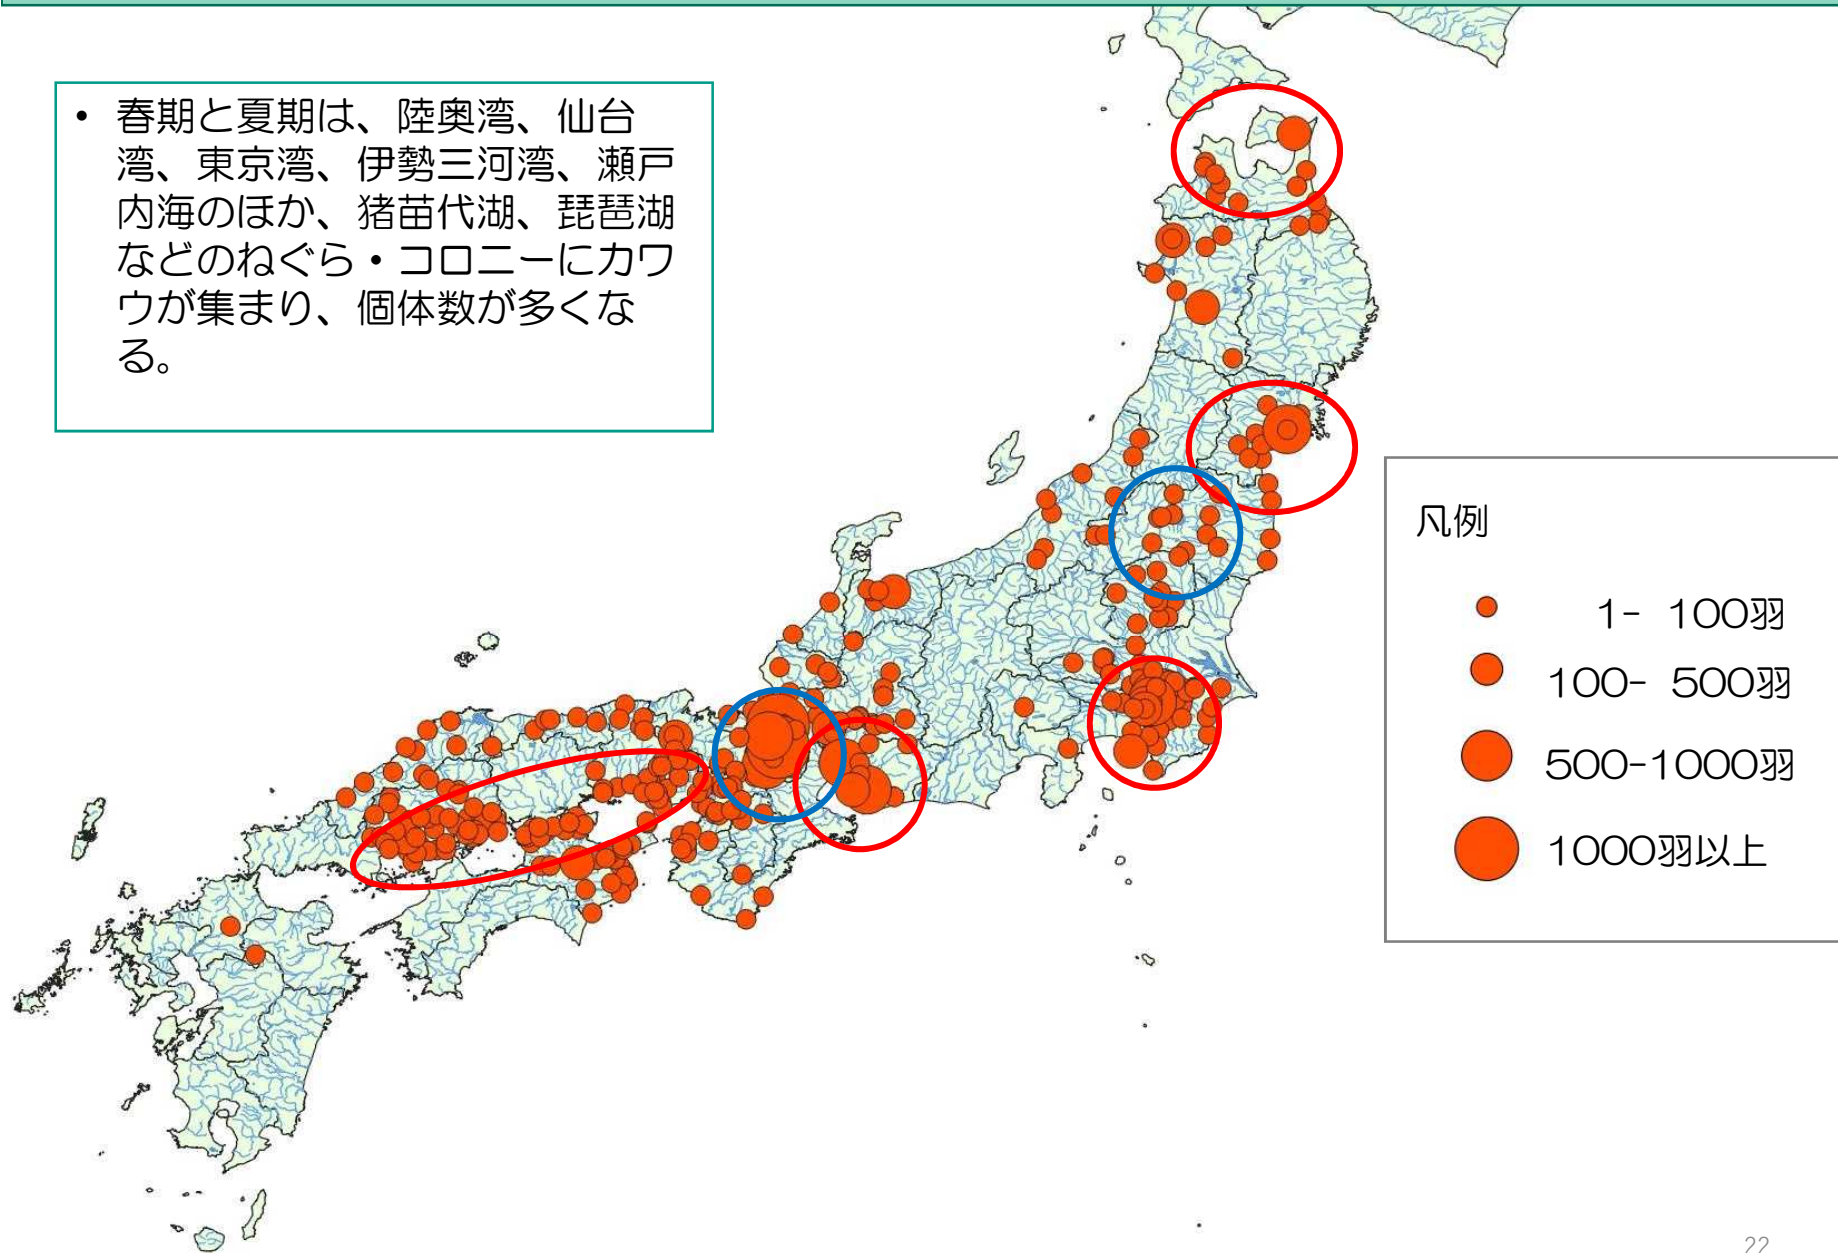 • 春期と夏期は、陸奥湾、仙台
湾、東京湾、伊勢三河湾、瀬戸
内海のほか、猪苗代湖、琵琶湖
などのねぐら・コロニーにカワ
ウが集まり、個体数が多くな
る。
凡例
1- 100羽
100- 500羽
500-1000羽
1000羽以上
22